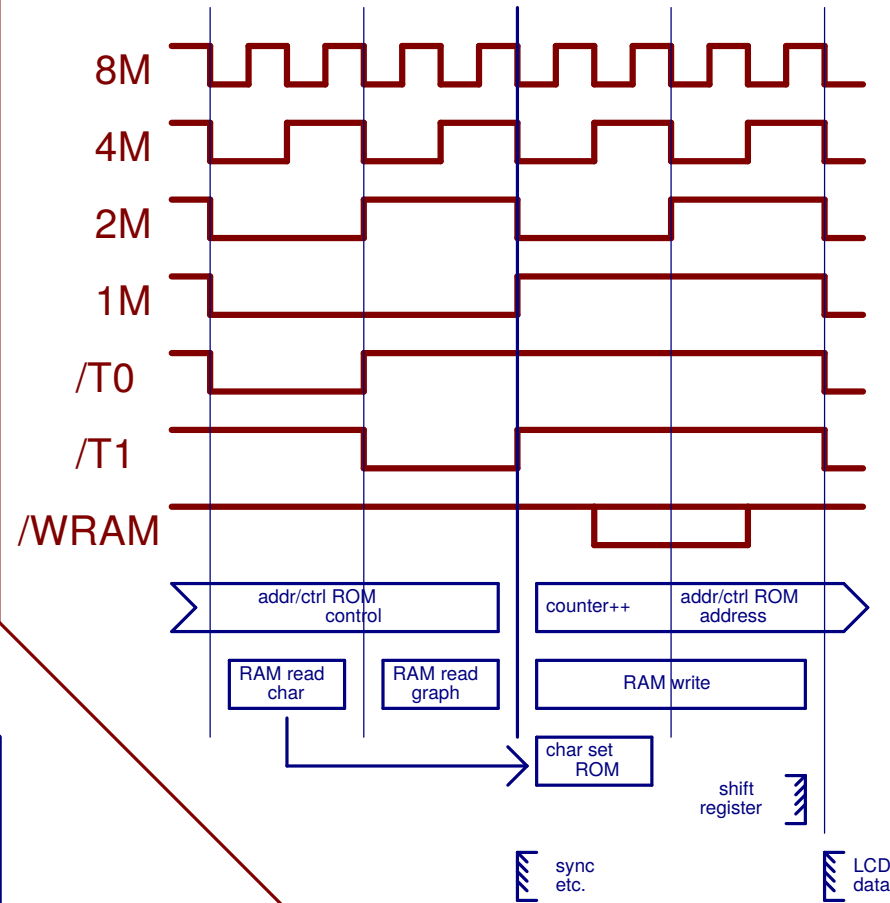 8M
4M
2M
1M
/T0
/T1
/WRAM
addr/ctrl ROM
control
counter++
addr/ctrl ROM
address
RAM read
char
RAM read
graph
RAM write
char set
ROM
shift
register
sync
etc.
LCD
data